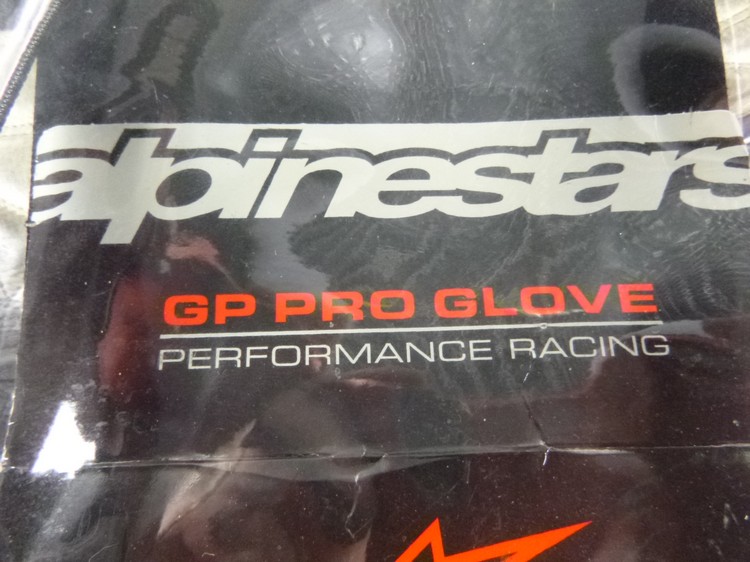 alpinestars
GP PRO GLOVE
PERFORMANCE RACING